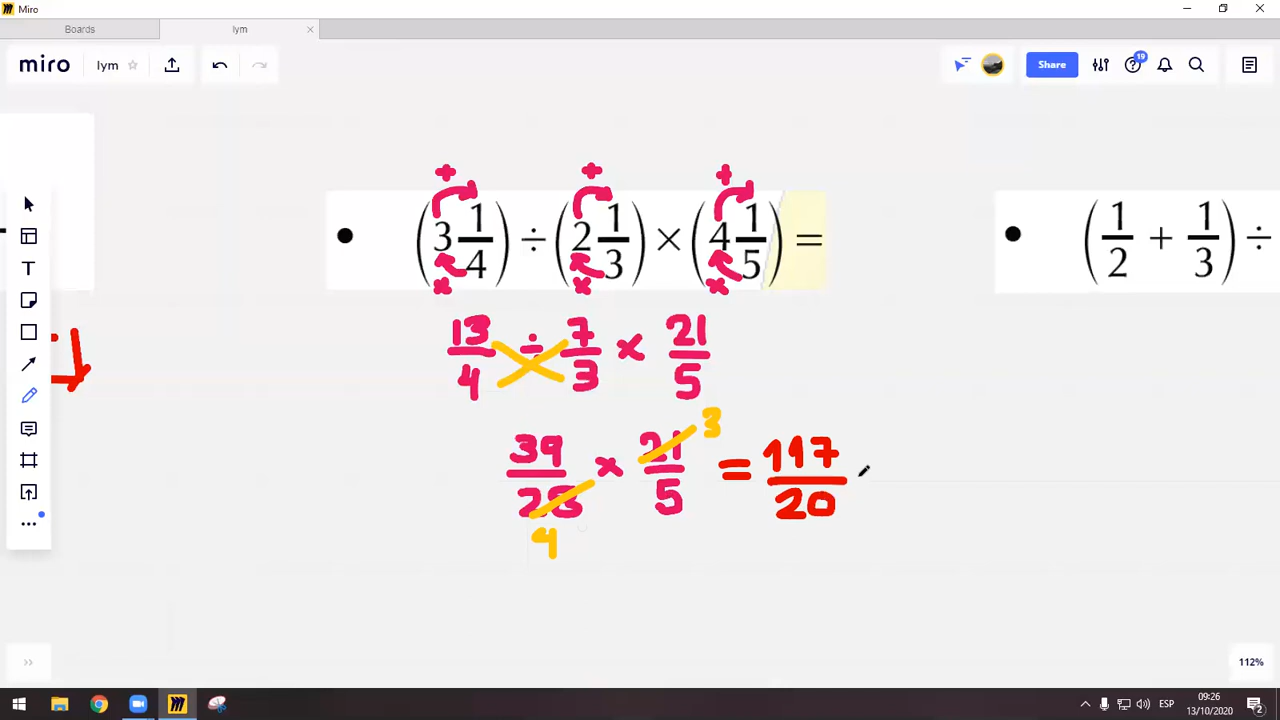 Miro
Boards
lym
miro
lym
Share
19
(3 1/4) ÷ (2 1/3) × (4 1/5) =
+ + +
x x x
13/4 ÷ 7/3 x 21/5
39/28 x 21/5 = 117/20
3
4
(1/2 + 1/3) ÷
T
112%
ESP
09:26
13/10/2020
2